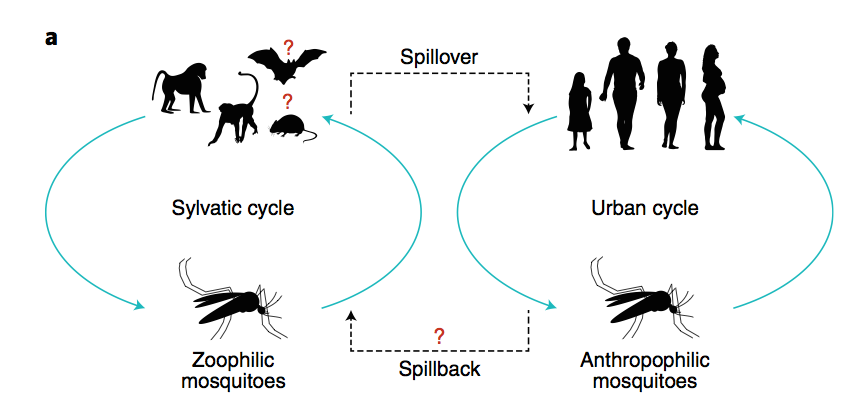 a
?
Spillover
?
Sylvatic cycle
Urban cycle
?
Spillback
Zoophilic
mosquitoes
Anthropophilic
mosquitoes